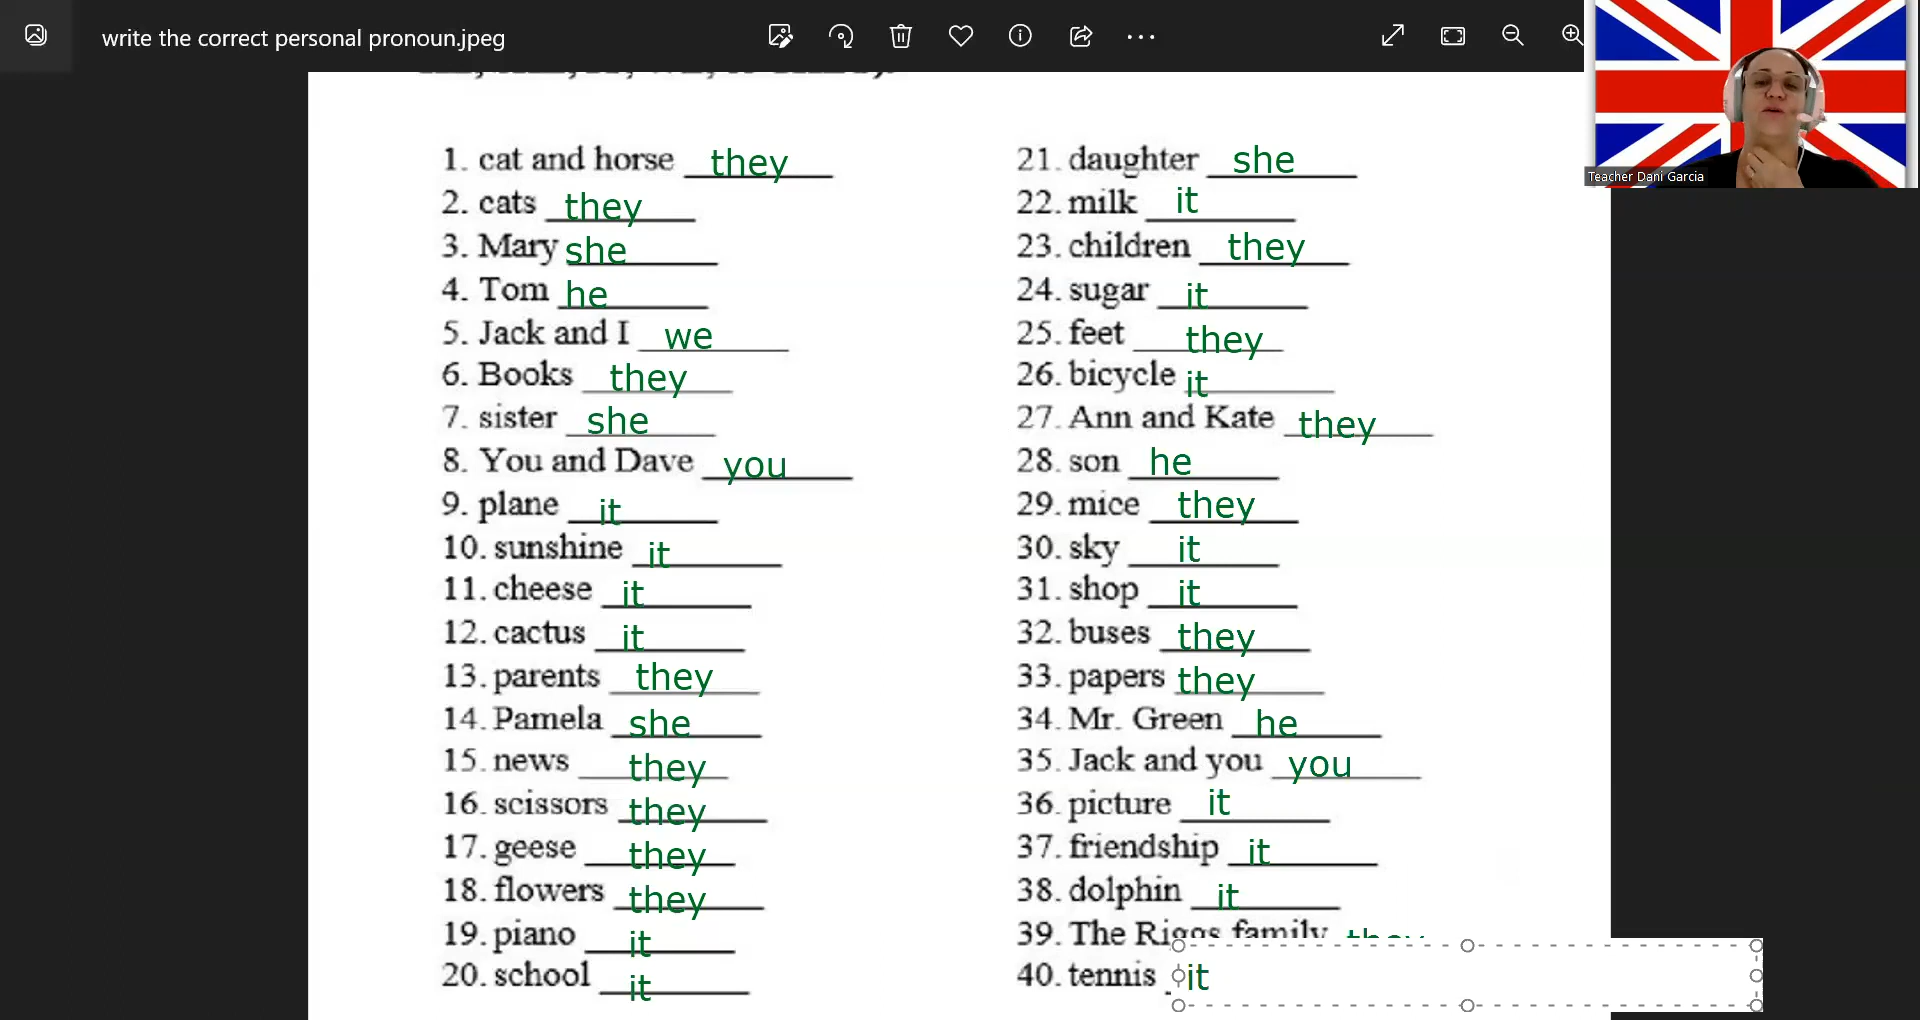 write the correct personal pronoun.jpeg
Teacher Dani Garcia
1. cat and horse they
2. cats they
3. Mary she
4. Tom he
5. Jack and I we
6. Books they
7. sister she
8. You and Dave you
9. plane it
10. sunshine it
11. cheese it
12. cactus it
13. parents they
14. Pamela she
15. news they
16. scissors they
17. geese they
18. flowers they
19. piano it
20. school it
21. daughter she
22. milk it
23. children they
24. sugar it
25. feet they
26. bicycle it
27. Ann and Kate they
28. son he
29. mice they
30. sky it
31. shop it
32. buses they
33. papers they
34. Mr. Green he
35. Jack and you you
36. picture it
37. friendship it
38. dolphin it
39. The Riggs family they
40. tennis it